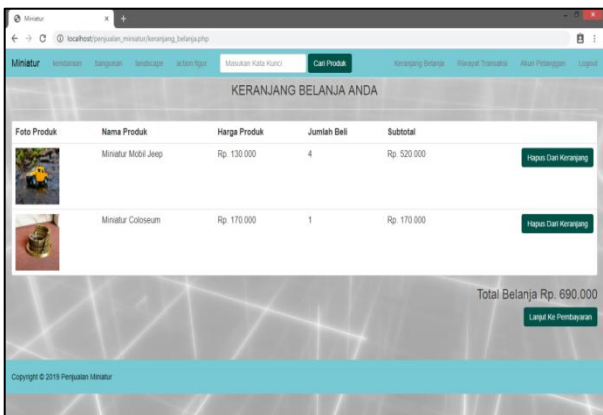 Miniatur
localhost/penjualan_miniatur/keranjang_belanja.php
Miniatur kendaraan bangunan landscape action figur Masukan Kata Kunci Cari Produk Keranjang Belanja Riwayat Transaksi Akun Pelanggan Logout
KERANJANG BELANJA ANDA
Foto Produk Nama Produk Harga Produk Jumlah Beli Subtotal
Miniatur Mobil Jeep Rp. 130.000 4 Rp. 520.000 Hapus Dari Keranjang
Miniatur Coloseum Rp. 170.000 1 Rp. 170.000 Hapus Dari Keranjang
Total Belanja Rp. 690.000
Lanjut Ke Pembayaran
Copyright © 2019 Penjualan Miniatur